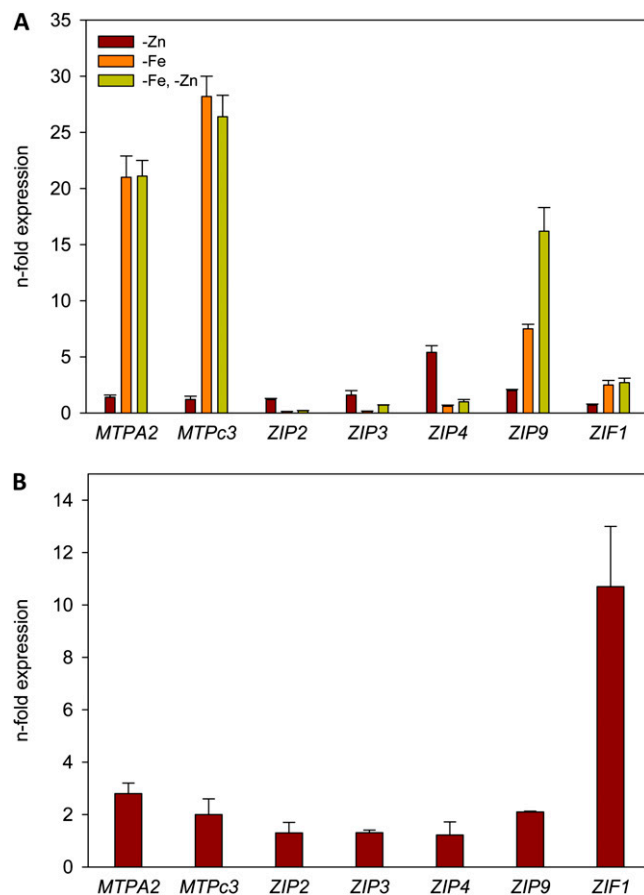 A
-Zn
-Fe
-Fe, -Zn
35
30
25
20
15
10
5
0
n-fold expression
MTPA2 MTPc3 ZIP2 ZIP3 ZIP4 ZIP9 ZIF1
B
14
12
10
8
6
4
2
0
n-fold expression
MTPA2 MTPc3 ZIP2 ZIP3 ZIP4 ZIP9 ZIF1